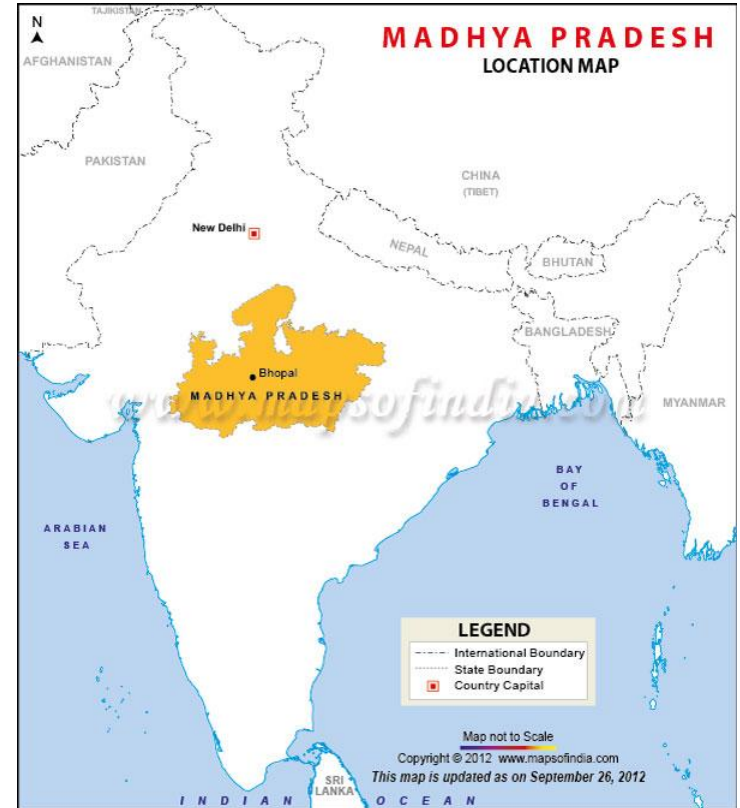 TAJIKISTAN
N
MADHYA PRADESH
LOCATION MAP
AFGHANISTAN
PAKISTAN
CHINA
(TIBET)
New Delhi
NEPAL
BHUTAN
BANGLADESH
Bhopal
MADHYA PRADESH
www.mapsofindia.com
MYANMAR
BAY
OF
BENGAL
ARABIAN
SEA
LEGEND
International Boundary
State Boundary
Country Capital
Map not to Scale
Copyright © 2012 www.mapsofindia.com
This map is updated as on September 26, 2012
SRI
LANKA
INDIAN OCEAN